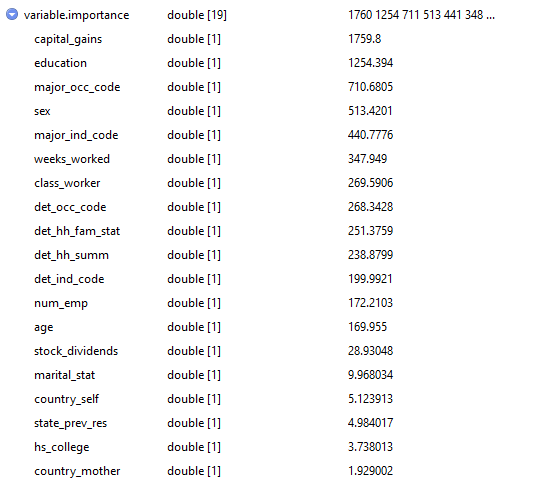 variable.importance double [19] 1760 1254 711 513 441 348 ...
capital_gains double [1] 1759.8
education double [1] 1254.394
major_occ_code double [1] 710.6805
sex double [1] 513.4201
major_ind_code double [1] 440.7776
weeks_worked double [1] 347.949
class_worker double [1] 269.5906
det_occ_code double [1] 268.3428
det_hh_fam_stat double [1] 251.3759
det_hh_summ double [1] 238.8799
det_ind_code double [1] 199.9921
num_emp double [1] 172.2103
age double [1] 169.955
stock_dividends double [1] 28.93048
marital_stat double [1] 9.968034
country_self double [1] 5.123913
state_prev_res double [1] 4.984017
hs_college double [1] 3.738013
country_mother double [1] 1.929002